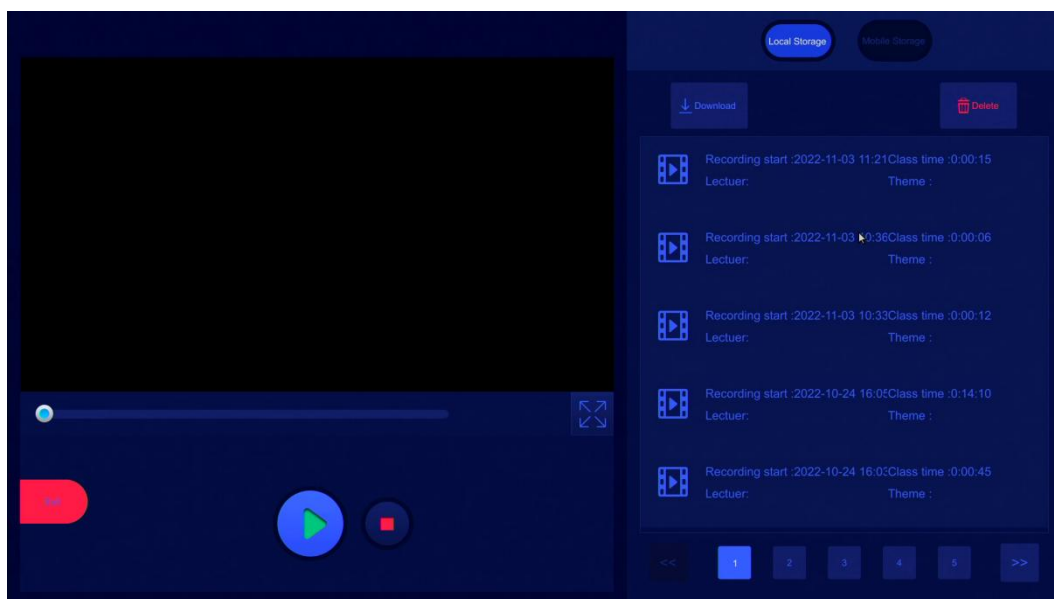 Local Storage
Mobile Storage
Download
Delete
Recording start :2022-11-03 11:21Class time :0:00:15
Lectuer:
Theme :
Recording start :2022-11-03 10:36Class time :0:00:06
Lectuer:
Theme :
Recording start :2022-11-03 10:33Class time :0:00:12
Lectuer:
Theme :
Recording start :2022-10-24 Class time :0:14:10
Lectuer:
Theme :
Recording start :2022-10-24 Class time :0:00:45
Lectuer:
Theme :
<< 1 2 3 4 5 >>